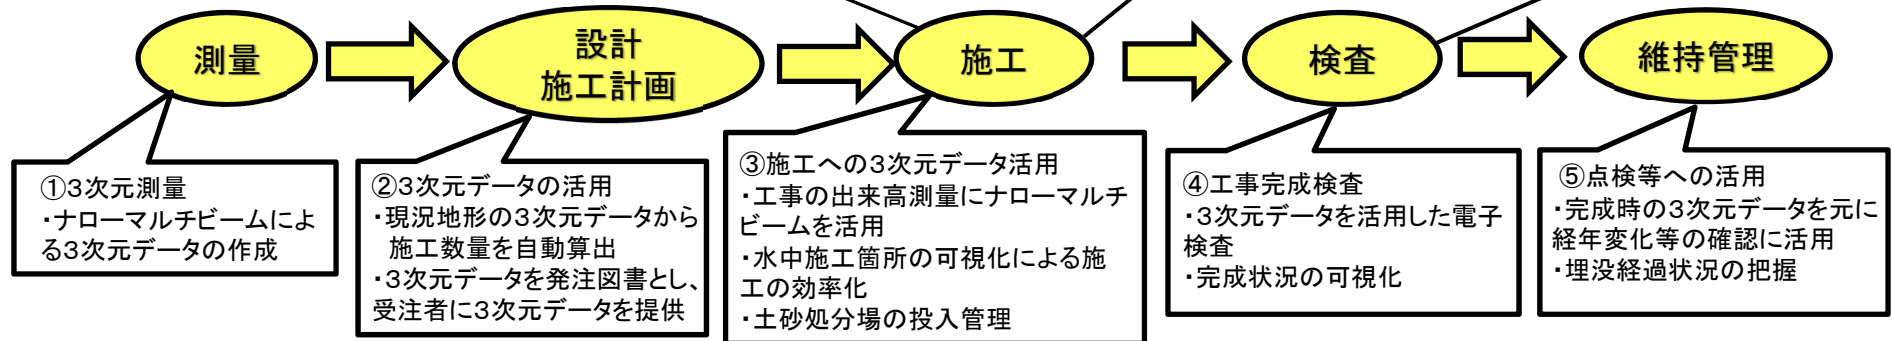 測量
設計
施工計画
施工
検査
維持管理
①3次元測量
・ナローマルチビームによ
る3次元データの作成
②3次元データの活用
・現況地形の3次元データから
施工数量を自動算出
・3次元データを発注図書とし、
受注者に3次元データを提供
③施工への3次元データ活用
・工事の出来高測量にナローマルチ
ビームを活用
・水中施工箇所の可視化による施
工の効率化
・土砂処分場の投入管理
④工事完成検査
・3次元データを活用した電子
検査
・完成状況の可視化
⑤点検等への活用
・完成時の3次元データを元に
経年変化等の確認に活用
・埋没経過状況の把握